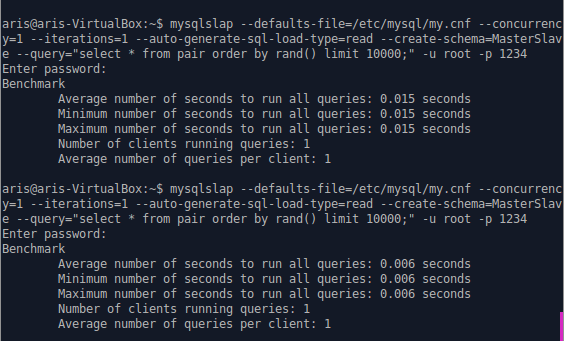 aris@aris-VirtualBox:~$ mysqlslap --defaults-file=/etc/mysql/my.cnf --concurrenc
y=1 --iterations=1 --auto-generate-sql-load-type=read --create-schema=MasterSlav
e --query="select * from pair order by rand() limit 10000;" -u root -p 1234
Enter password:
Benchmark
Average number of seconds to run all queries: 0.015 seconds
Minimum number of seconds to run all queries: 0.015 seconds
Maximum number of seconds to run all queries: 0.015 seconds
Number of clients running queries: 1
Average number of queries per client: 1
aris@aris-VirtualBox:~$ mysqlslap --defaults-file=/etc/mysql/my.cnf --concurrenc
y=1 --iterations=1 --auto-generate-sql-load-type=read --create-schema=MasterSlav
e --query="select * from pair order by rand() limit 10000;" -u root -p 1234
Enter password:
Benchmark
Average number of seconds to run all queries: 0.006 seconds
Minimum number of seconds to run all queries: 0.006 seconds
Maximum number of seconds to run all queries: 0.006 seconds
Number of clients running queries: 1
Average number of queries per client: 1